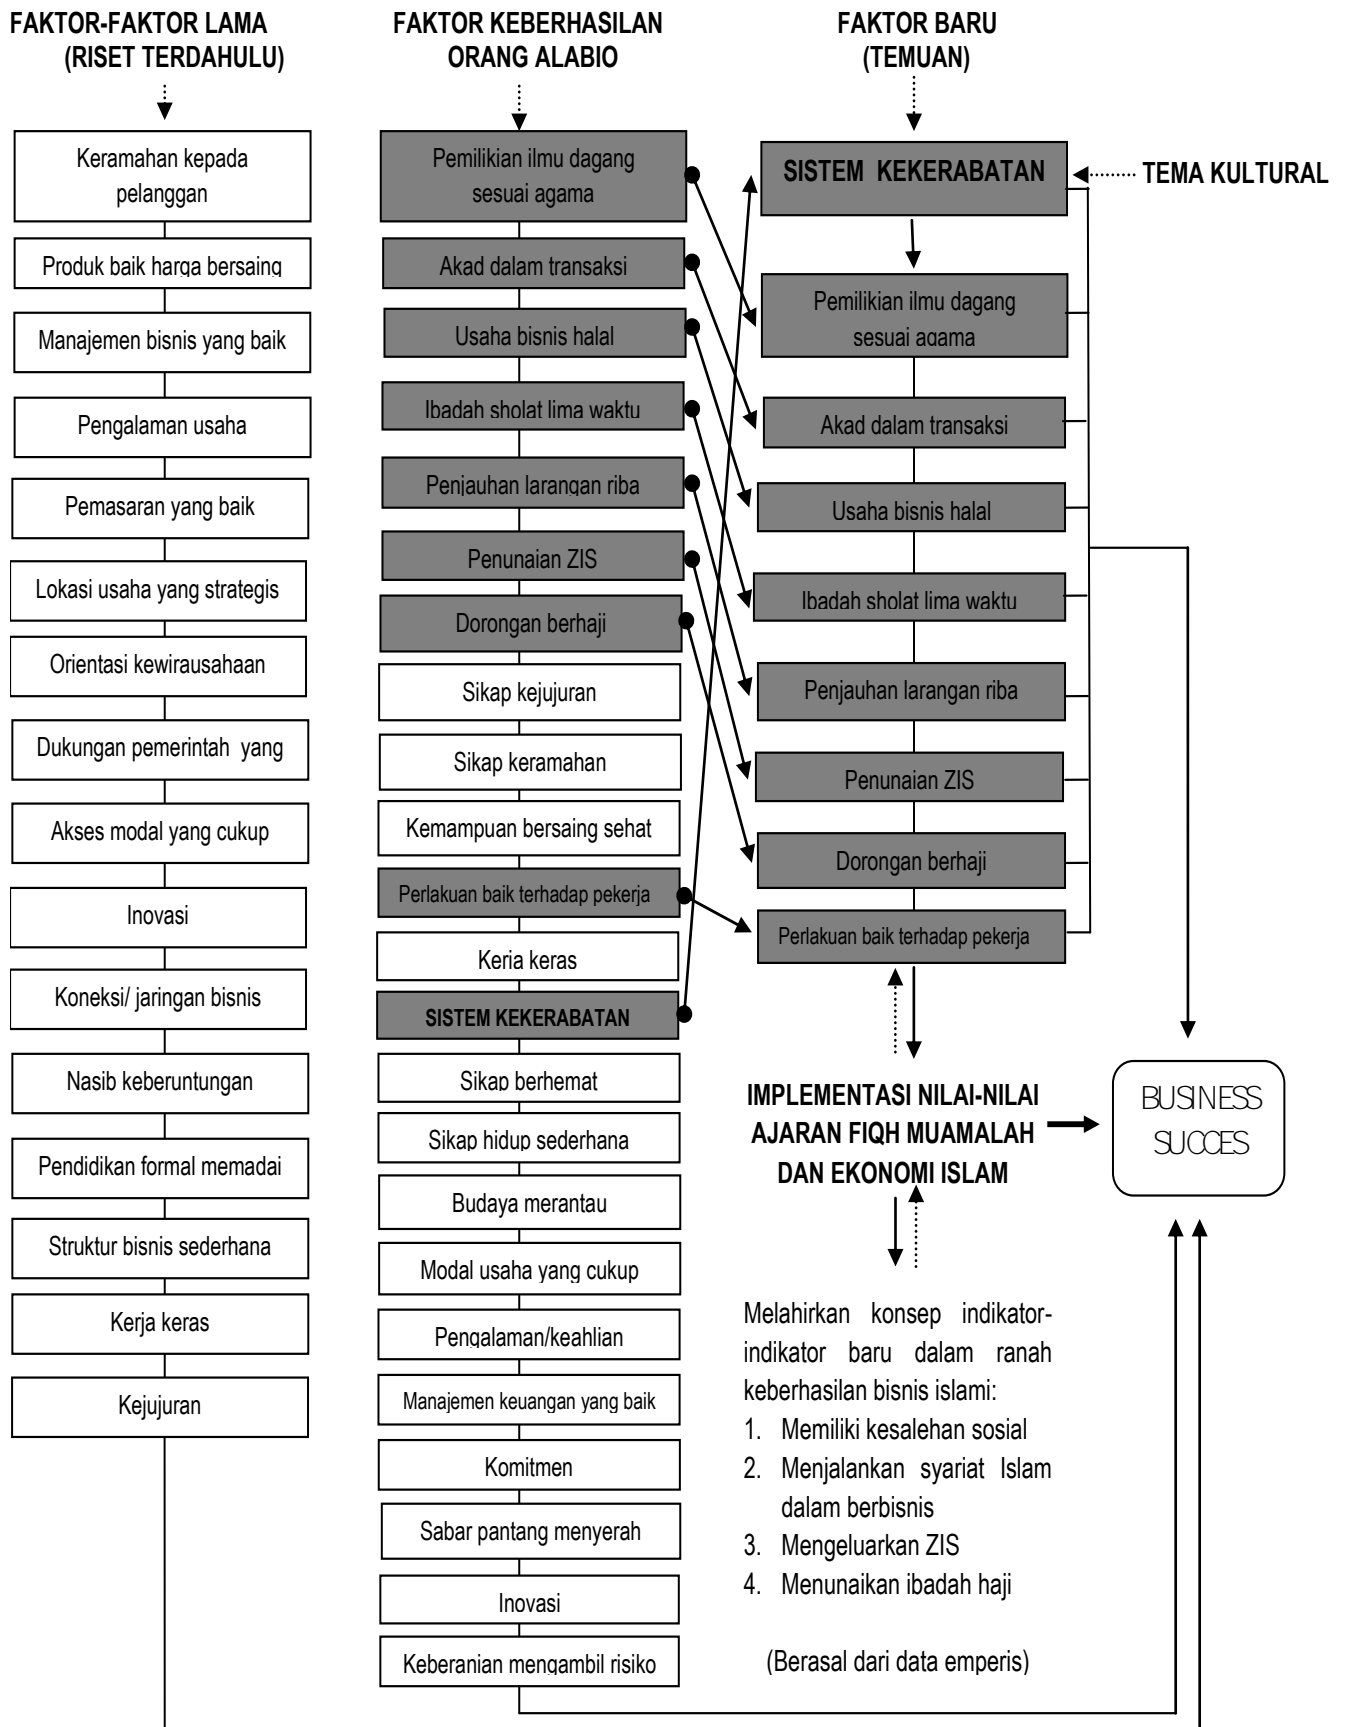 FAKTOR-FAKTOR LAMA
(RISET TERDAHULU)
Keramahan kepada
pelanggan
Produk baik harga bersaing
Manajemen bisnis yang baik
Pengalaman usaha
Pemasaran yang baik
Lokasi usaha yang strategis
Orientasi kewirausahaan
Dukungan pemerintah yang
Akses modal yang cukup
Inovasi
Koneksi/ jaringan bisnis
Nasib keberuntungan
Pendidikan formal memadai
Struktur bisnis sederhana
Kerja keras
Kejujuran
FAKTOR KEBERHASILAN
ORANG ALABIO
Pemilikian ilmu dagang
sesuai agama
Akad dalam transaksi
Usaha bisnis halal
Ibadah sholat lima waktu
Penjauhan larangan riba
Penunaian ZIS
Dorongan berhaji
Sikap kejujuran
Sikap keramahan
Kemampuan bersaing sehat
Perlakuan baik terhadap pekerja
Kerja keras
SISTEM KEKERABATAN
Sikap berhemat
Sikap hidup sederhana
Budaya merantau
Modal usaha yang cukup
Pengalaman/keahlian
Manajemen keuangan yang baik
Komitmen
Sabar pantang menyerah
Inovasi
Keberanian mengambil risiko
FAKTOR BARU
(TEMUAN)
SISTEM KEKERABATAN
TEMA KULTURAL
Pemilikian ilmu dagang
sesuai agama
Akad dalam transaksi
Usaha bisnis halal
Ibadah sholat lima waktu
Penjauhan larangan riba
Penunaian ZIS
Dorongan berhaji
Perlakuan baik terhadap pekerja
IMPLEMENTASI NILAI-NILAI
AJARAN FIQH MUAMALAH
DAN EKONOMI ISLAM
BUSINESS
SUCCES
Melahirkan konsep indikator-
indikator baru dalam ranah
keberhasilan bisnis islami:
1. Memiliki kesalehan sosial
2. Menjalankan syariat Islam
dalam berbisnis
3. Mengeluarkan ZIS
4. Menunaikan ibadah haji
(Berasal dari data emperis)